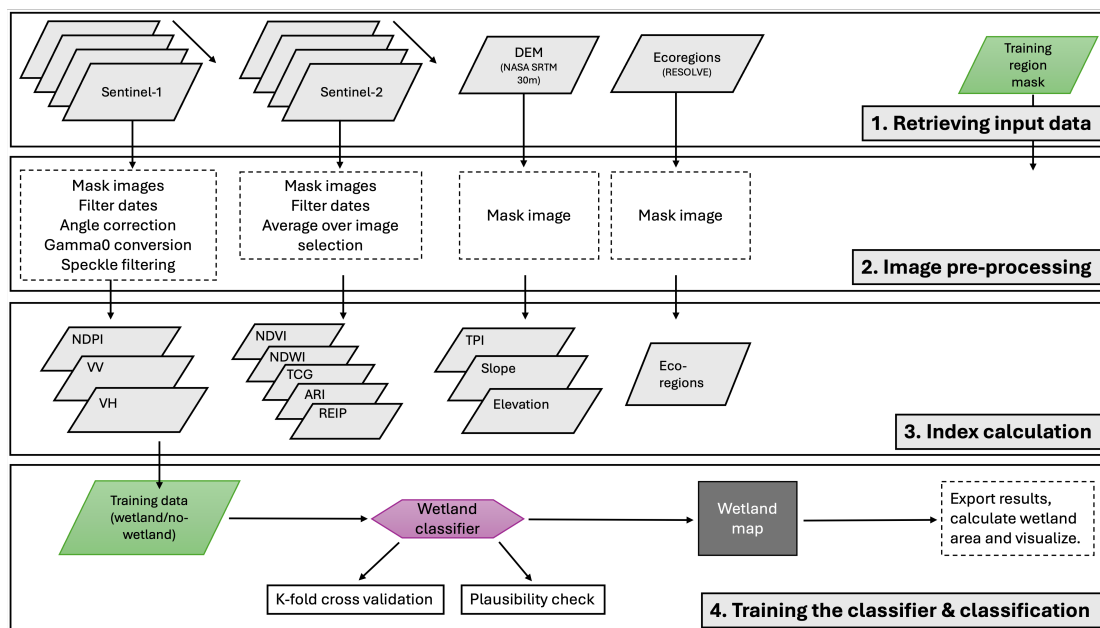 Sentinel-1
Sentinel-2
DEM
(NASA SRTM
30m)
Ecoregions
(RESOLVE)
Training
region
mask
1. Retrieving input data
Mask images
Filter dates
Angle correction
Gamma0 conversion
Speckle filtering
Mask images
Filter dates
Average over image
selection
Mask image
Mask image
2. Image pre-processing
NDPI
VV
VH
NDVI
NDWI
TCG
ARI
REIP
TPI
Slope
Elevation
Eco-
regions
3. Index calculation
Training data
(wetland/no-
wetland)
Wetland
classifier
Wetland
map
Export results,
calculate wetland
area and visualize.
K-fold cross validation
Plausibility check
4. Training the classifier & classification